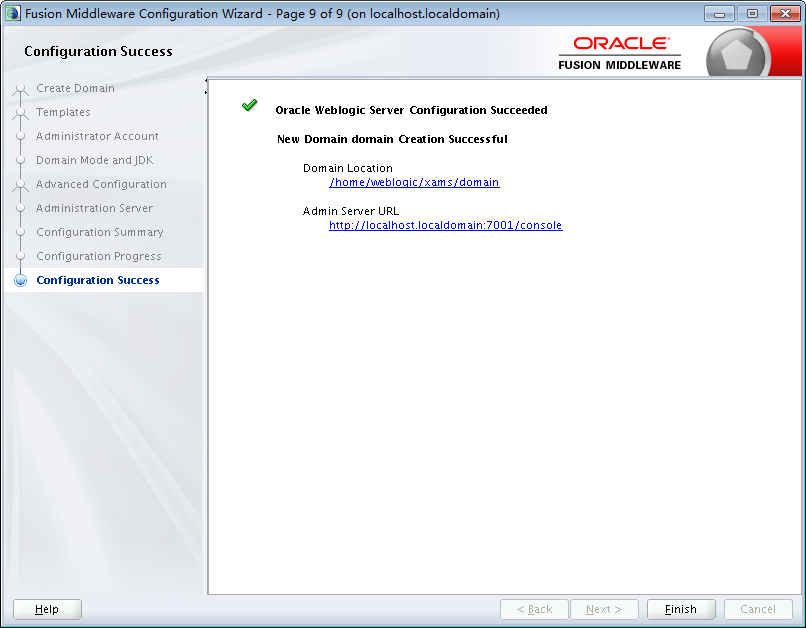 Fusion Middleware Configuration Wizard - Page 9 of 9 (on localhost.localdomain)
Configuration Success
ORACLE®
FUSION MIDDLEWARE
Create Domain
Templates
Administrator Account
Domain Mode and JDK
Advanced Configuration
Administration Server
Configuration Summary
Configuration Progress
Configuration Success
Oracle Weblogic Server Configuration Succeeded
New Domain domain Creation Successful
Domain Location
/home/weblogic/xams/domain
Admin Server URL
http://localhost.localdomain:7001/console
Help
< Back
Next >
Finish
Cancel